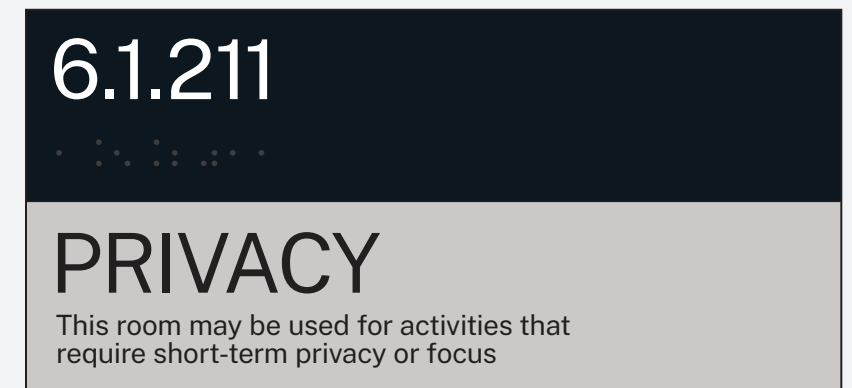 6.1.211
PRIVACY
This room may be used for activities that
require short-term privacy or focus